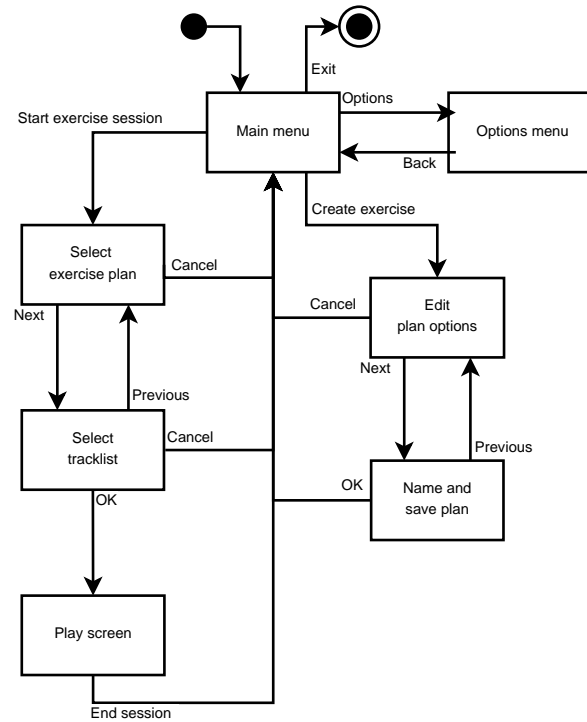 Exit
Options
Start exercise session
Main menu
Options menu
Back
Create exercise
Select
exercise plan
Cancel
Cancel
Edit
plan options
Next
Next
Previous
Previous
Select
tracklist
Cancel
OK
OK
Name and
save plan
Play screen
End session